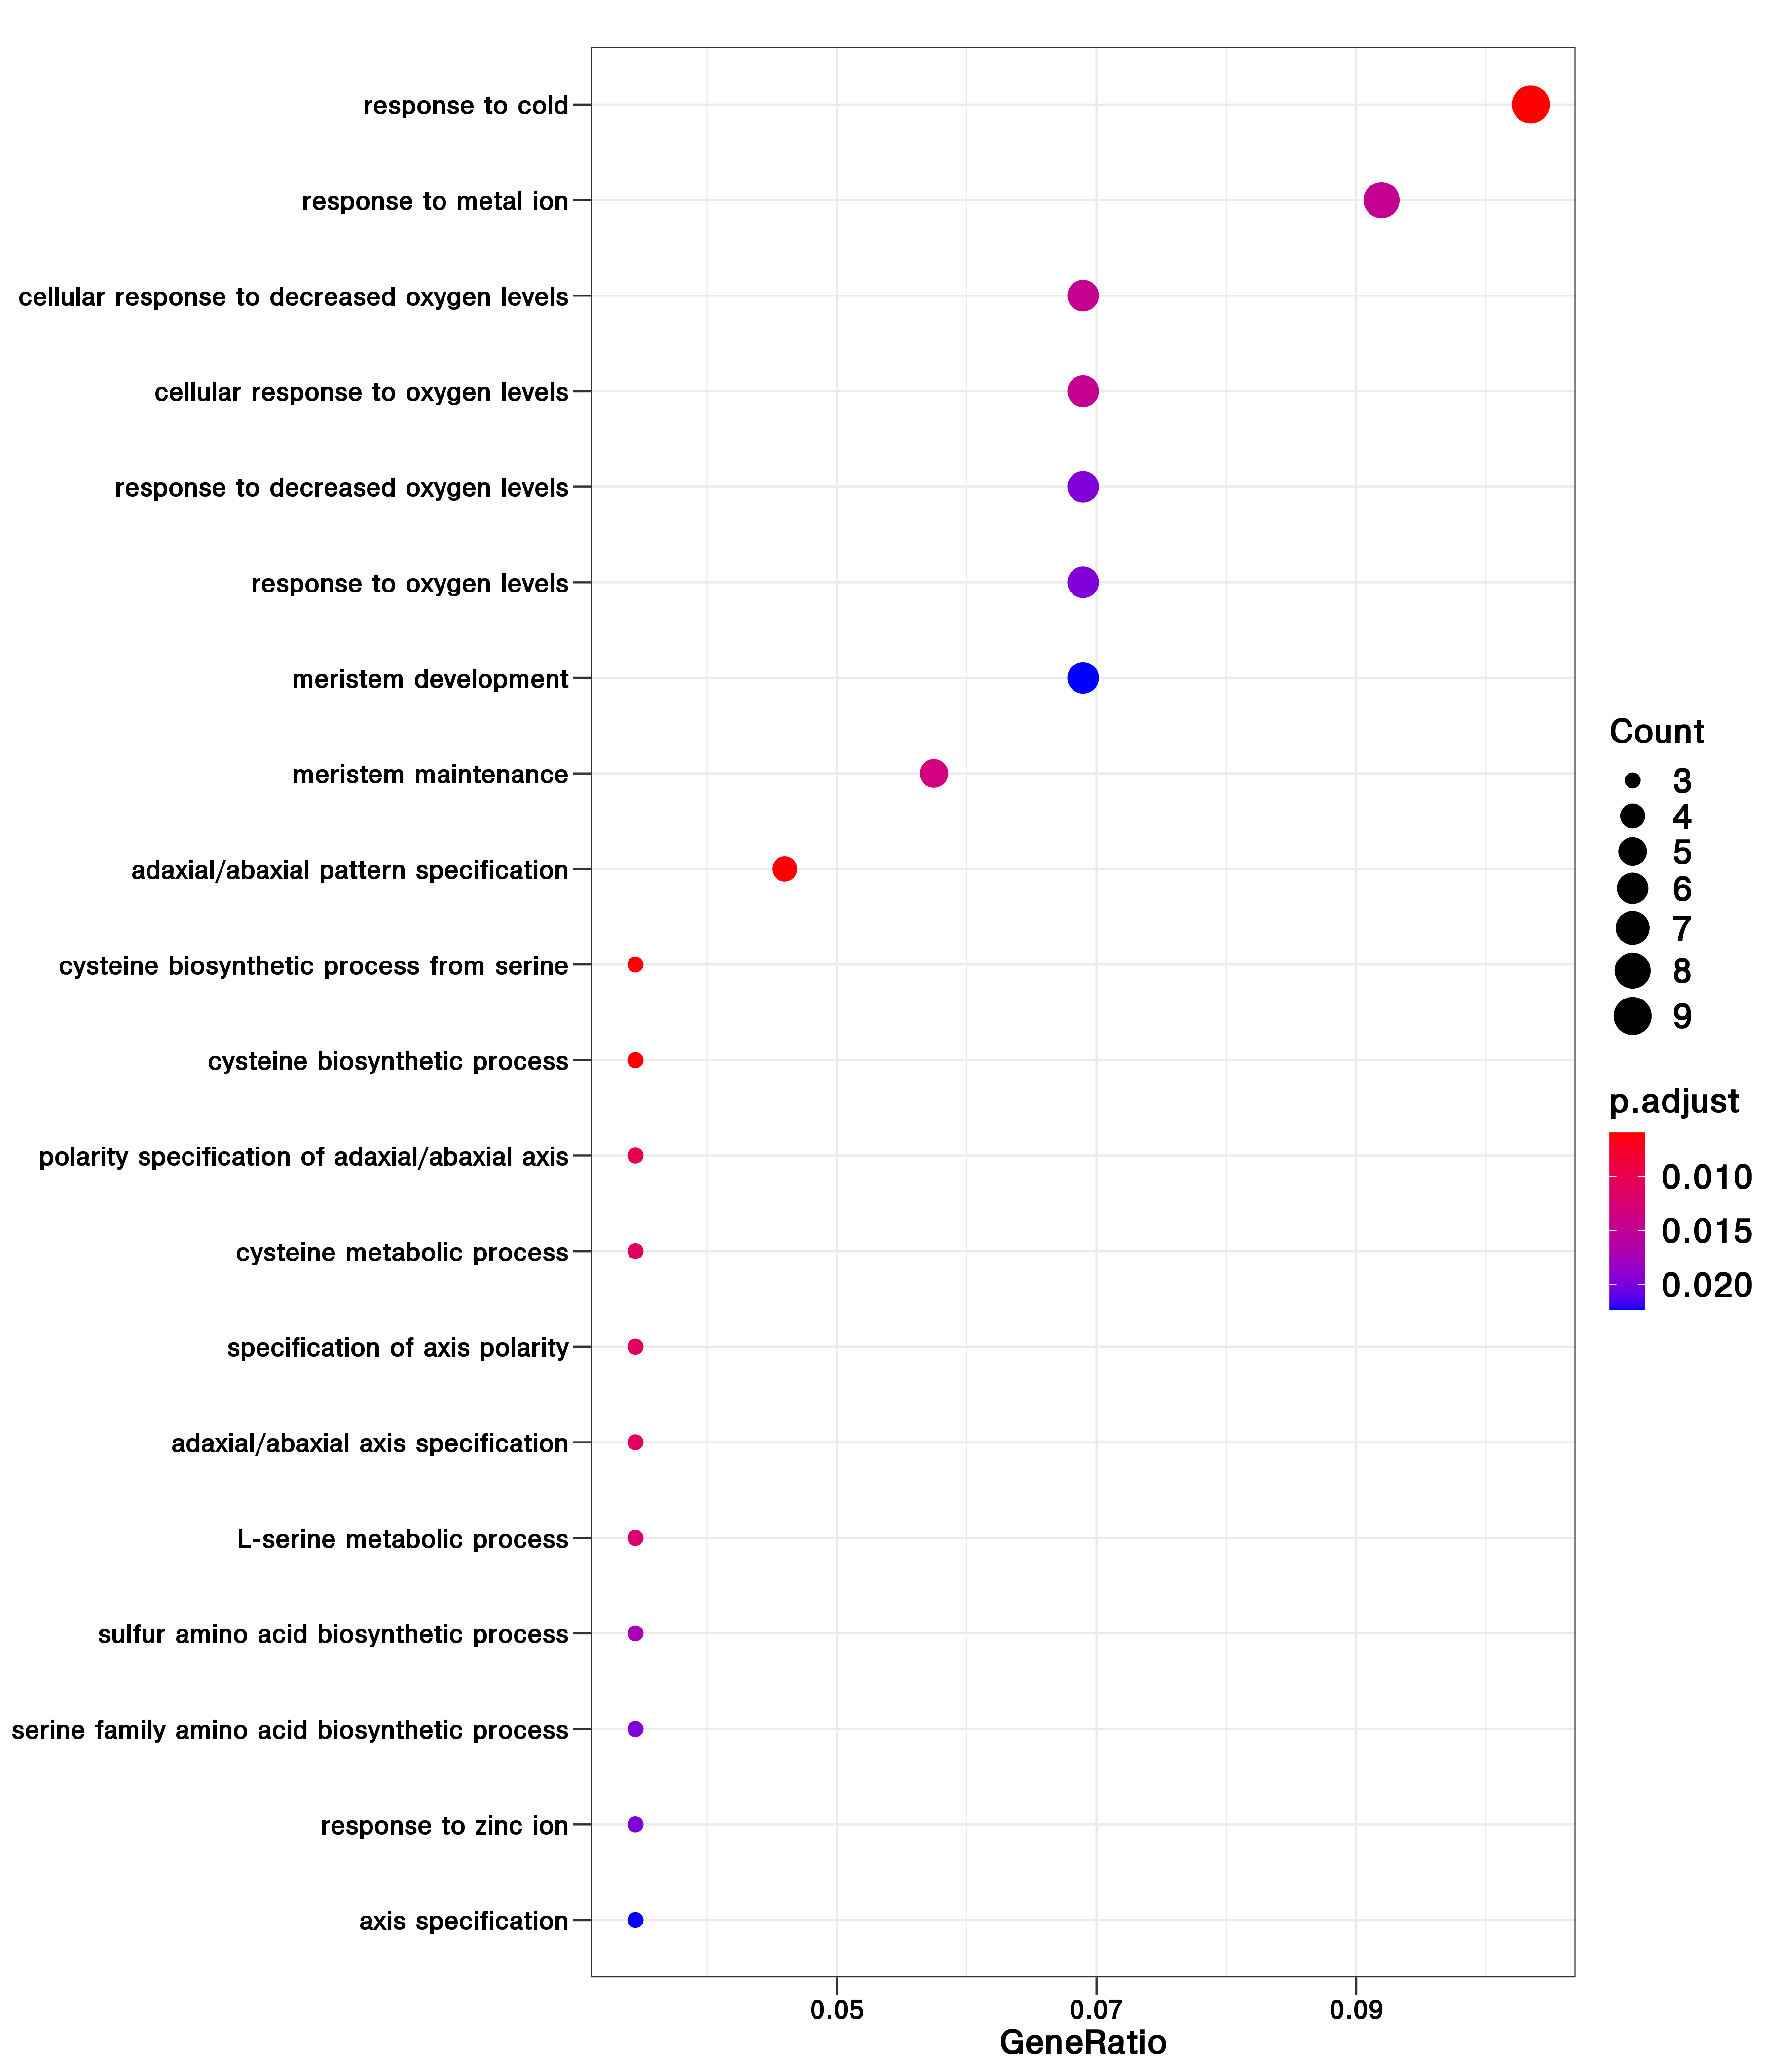 response to cold
response to metal ion
cellular response to decreased oxygen levels
cellular response to oxygen levels
response to decreased oxygen levels
response to oxygen levels
meristem development
meristem maintenance
adaxial/abaxial pattern specification
cysteine biosynthetic process from serine
cysteine biosynthetic process
polarity specification of adaxial/abaxial axis
cysteine metabolic process
specification of axis polarity
adaxial/abaxial axis specification
L-serine metabolic process
sulfur amino acid biosynthetic process
serine family amino acid biosynthetic process
response to zinc ion
axis specification
0.05 0.07 0.09
GeneRatio
Count
3
4
5
6
7
8
9
p.adjust
0.010
0.015
0.020